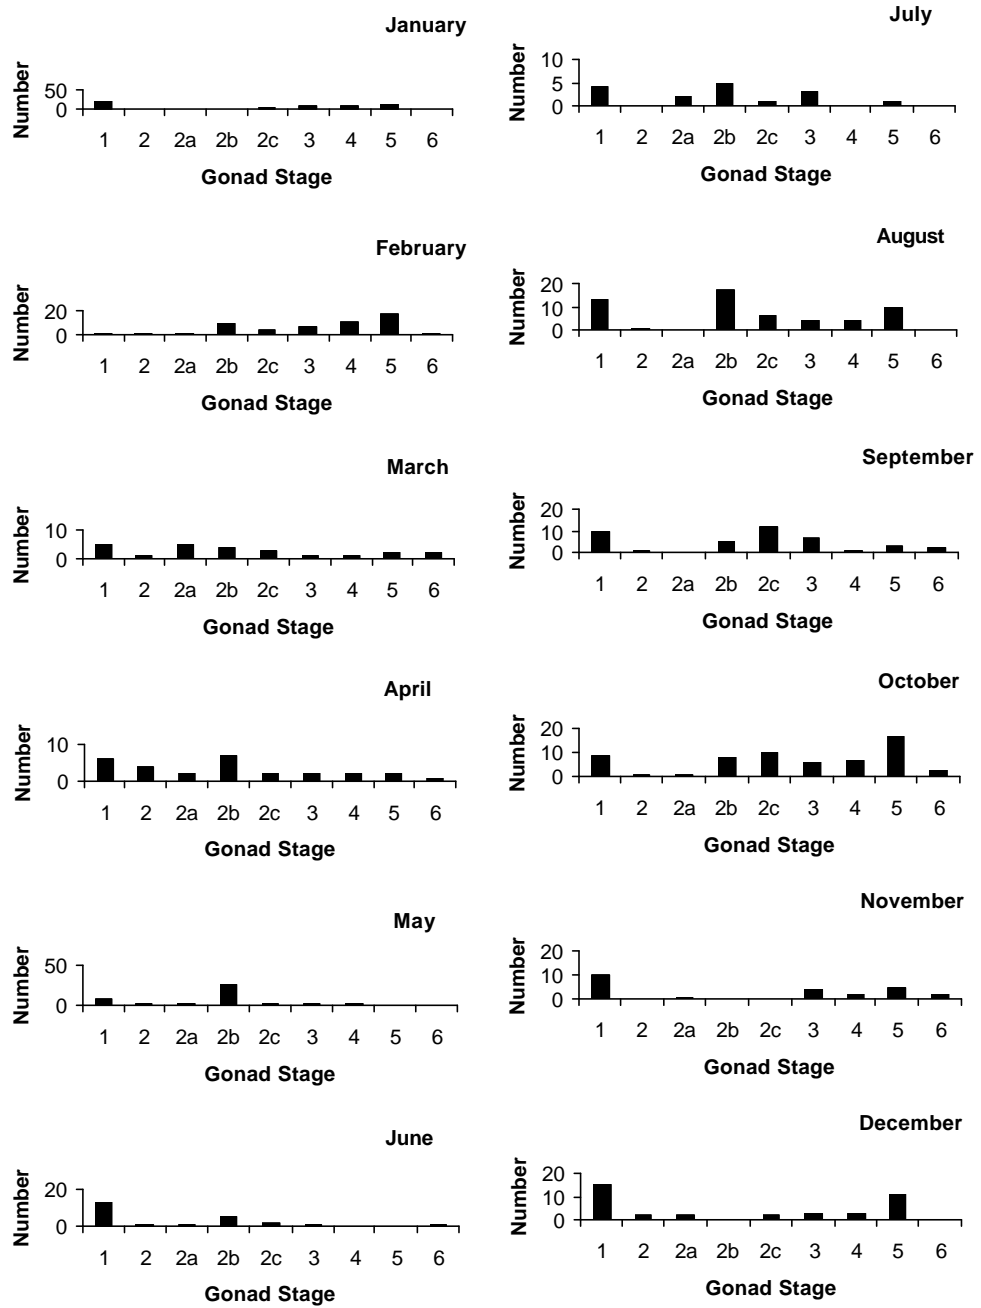 January
Number
50
0
1 2 2a 2b 2c 3 4 5 6
Gonad Stage
February
Number
20
0
1 2 2a 2b 2c 3 4 5 6
Gonad Stage
March
Number
10
0
1 2 2a 2b 2c 3 4 5 6
Gonad Stage
April
Number
10
0
1 2 2a 2b 2c 3 4 5 6
Gonad Stage
May
Number
50
0
1 2 2a 2b 2c 3 4 5 6
Gonad Stage
June
Number
20
0
1 2 2a 2b 2c 3 4 5 6
Gonad Stage
July
Number
10
5
0
1 2 2a 2b 2c 3 4 5 6
Gonad Stage
August
Number
20
10
0
1 2 2a 2b 2c 3 4 5 6
Gonad Stage
September
Number
20
10
0
1 2 2a 2b 2c 3 4 5 6
Gonad Stage
October
Number
20
10
0
1 2 2a 2b 2c 3 4 5 6
Gonad Stage
November
Number
20
10
0
1 2 2a 2b 2c 3 4 5 6
Gonad Stage
December
Number
20
10
0
1 2 2a 2b 2c 3 4 5 6
Gonad Stage